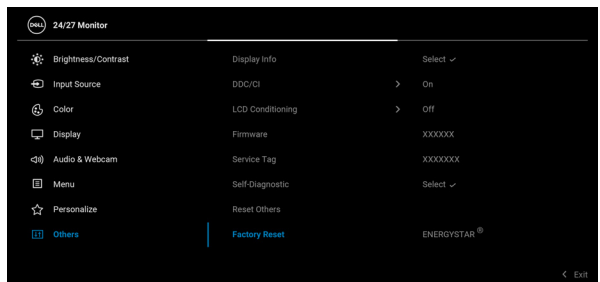 DELL 24/27 Monitor
Brightness/Contrast Display Info Select
Input Source DDC/CI On
Color LCD Conditioning Off
Display Firmware XXXXXX
Audio & Webcam Service Tag XXXXXXX
Menu Self-Diagnostic Select
Personalize Reset Others
Others Factory Reset ENERGYSTAR ®
Exit